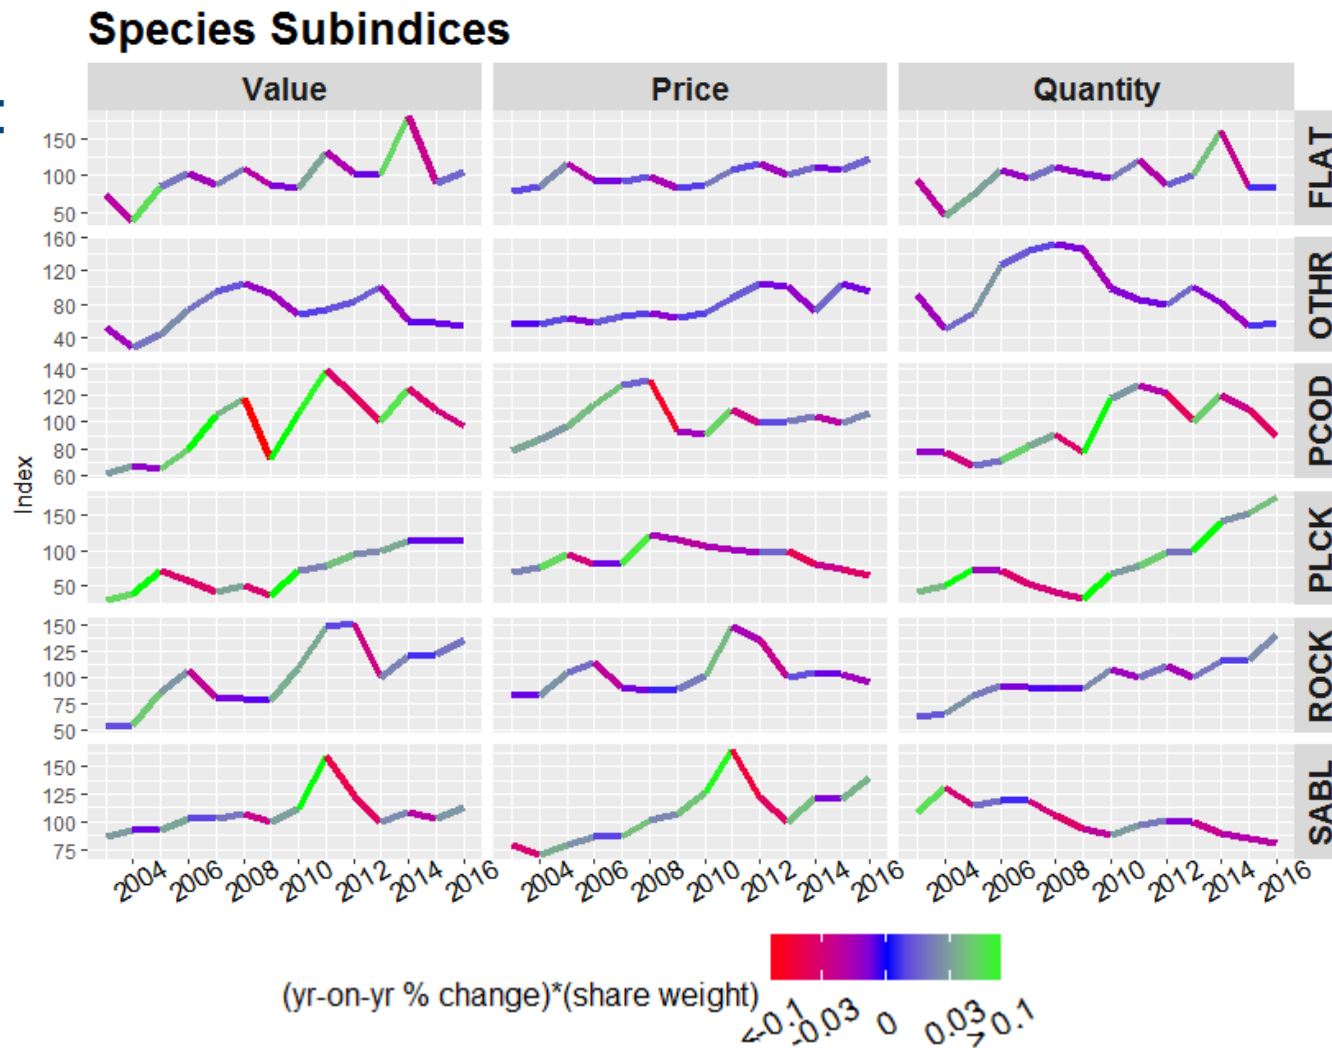 Species Subindices
Value Price Quantity
150
100
50
FLAT
160
120
80
40
OTHR
140
120
100
80
60
PCOD
Index
150
100
50
PLCK
150
125
100
75
50
ROCK
150
125
100
75
SABL
2004 2006 2008 2010 2012 2014 2016 2004 2006 2008 2010 2012 2014 2016 2004 2006 2008 2010 2012 2014 2016
(yr-on-yr % change)*(share weight)
<-0.1 -0.03 0 0.03 > 0.1